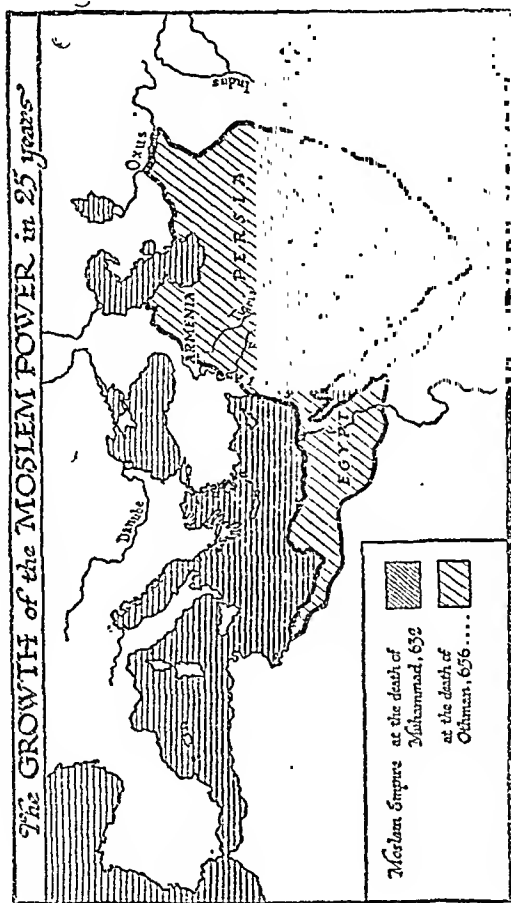 The GROWTH of the MOSLEM POWER in 25 years
Oxus
Indus
Danube
ARMENIA
PERSIA
EGYPT
Moslem Empire at the death of
Muhammad, 632
at the death of
Othman, 656....